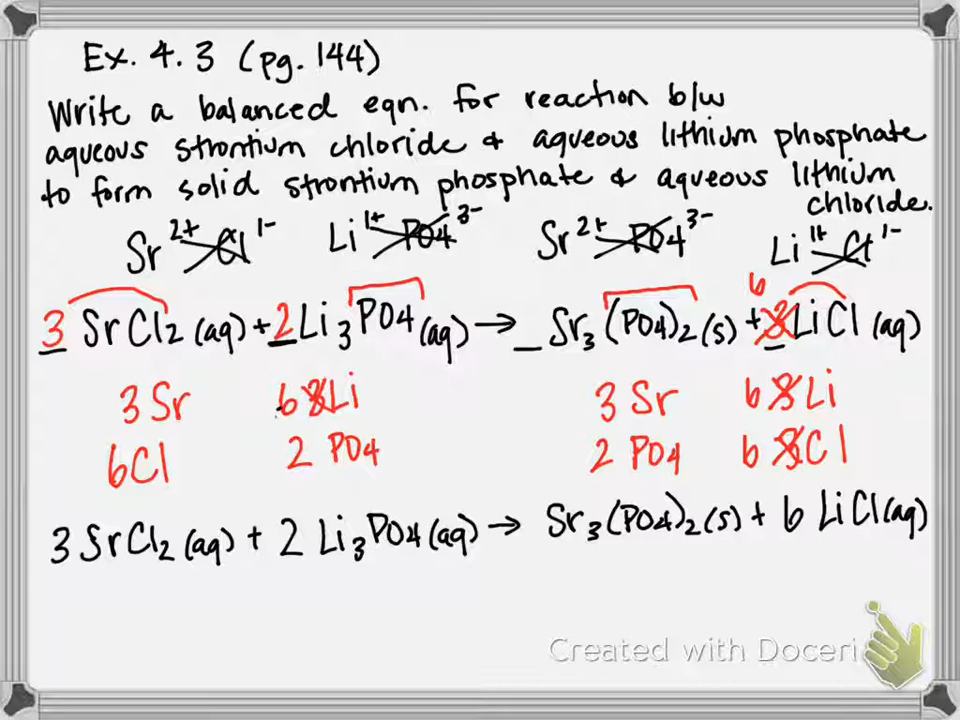 Ex. 4.3 (pg. 144)
Write a balanced eqn. for reaction b/w
aqueous strontium chloride & aqueous lithium phosphate
to form solid strontium phosphate & aqueous lithium
chloride.
Sr 2+ Cl 1- Li 1+ PO4 3- Sr 2+ PO4 3- Li 1+ Cl 1-
6
3 SrCl2 (aq) + 2 Li3PO4 (aq) → _ Sr3(PO4)2 (s) + 3 LiCl (aq)
3 Sr 6 3 Li 3 Sr 6 3 Li
6 Cl 2 PO4 2 PO4 6 3 Cl
3 SrCl2 (aq) + 2 Li3PO4 (aq) → Sr3(PO4)2 (s) + 6 LiCl (aq)
Created with Doceri